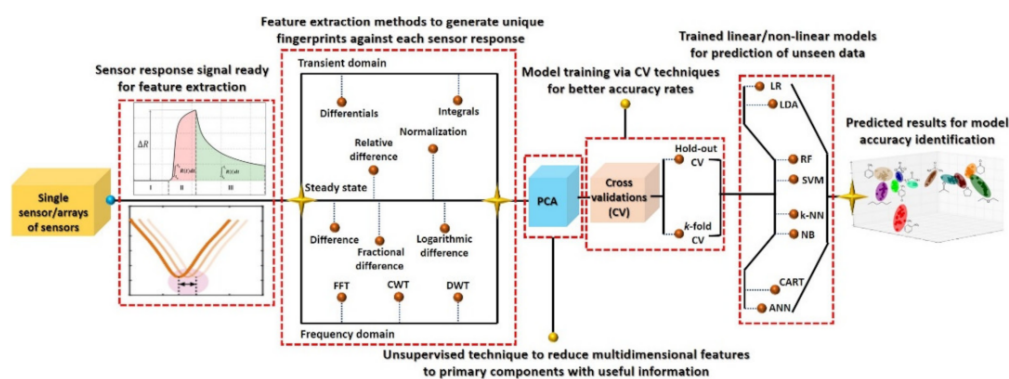 Feature extraction methods to generate unique
fingerprints against each sensor response
Trained linear/non-linear models
for prediction of unseen data
Sensor response signal ready
for feature extraction
Model training via CV techniques
for better accuracy rates
Predicted results for model
accuracy identification
ΔR
I
II
III
Single
sensor/arrays
of sensors
Transient domain
Differentials
Integrals
Normalization
Relative
difference
Steady state
Difference
Fractional
difference
Logarithmic
difference
FFT
CWT
DWT
Frequency domain
PCA
Cross
validations
(CV)
Hold-out
CV
k-fold
CV
LR
LDA
RF
SVM
k-NN
NB
CART
ANN
Unsupervised technique to reduce multidimensional features
to primary components with useful information